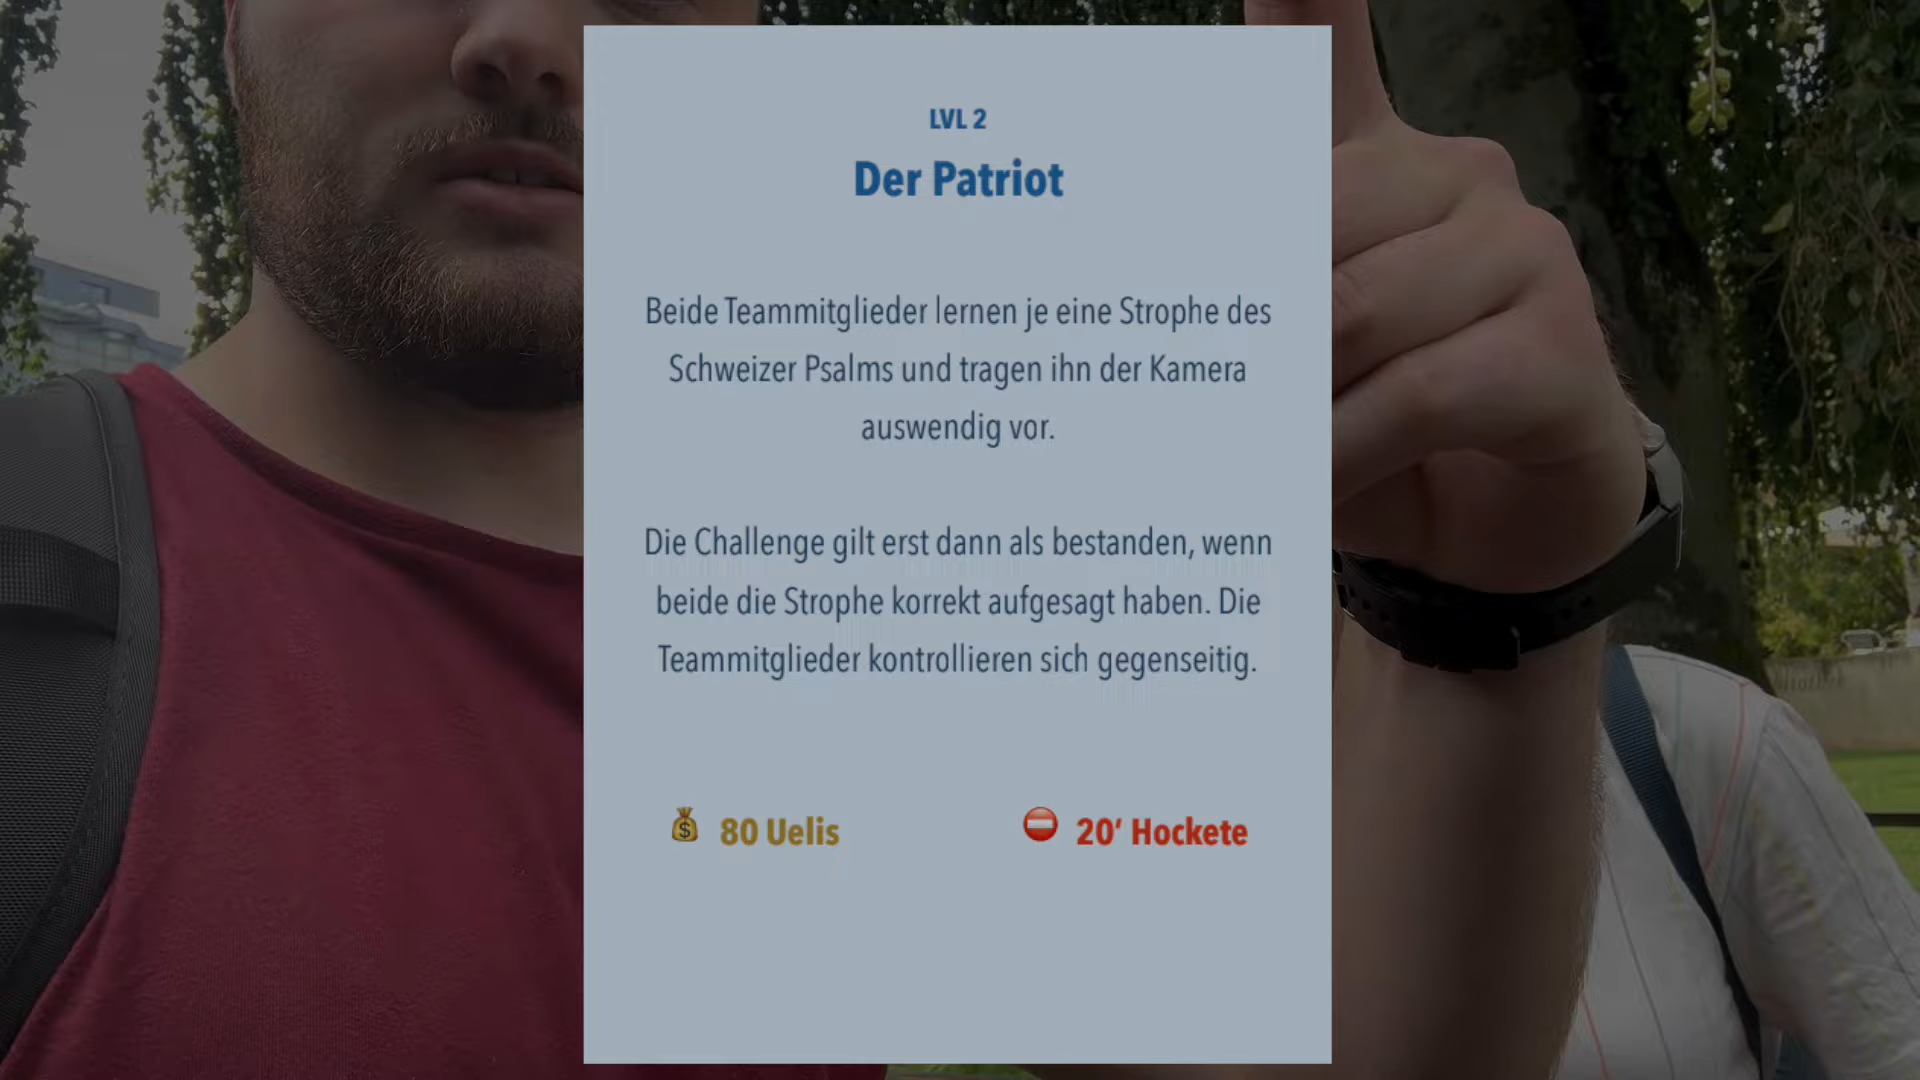 LVL 2
Der Patriot
Beide Teammitglieder lernen je eine Strophe des
Schweizer Psalms und tragen ihn der Kamera
auswendig vor.
Die Challenge gilt erst dann als bestanden, wenn
beide die Strophe korrekt aufgesagt haben. Die
Teammitglieder kontrollieren sich gegenseitig.
80 Uelis
20‘ Hockete